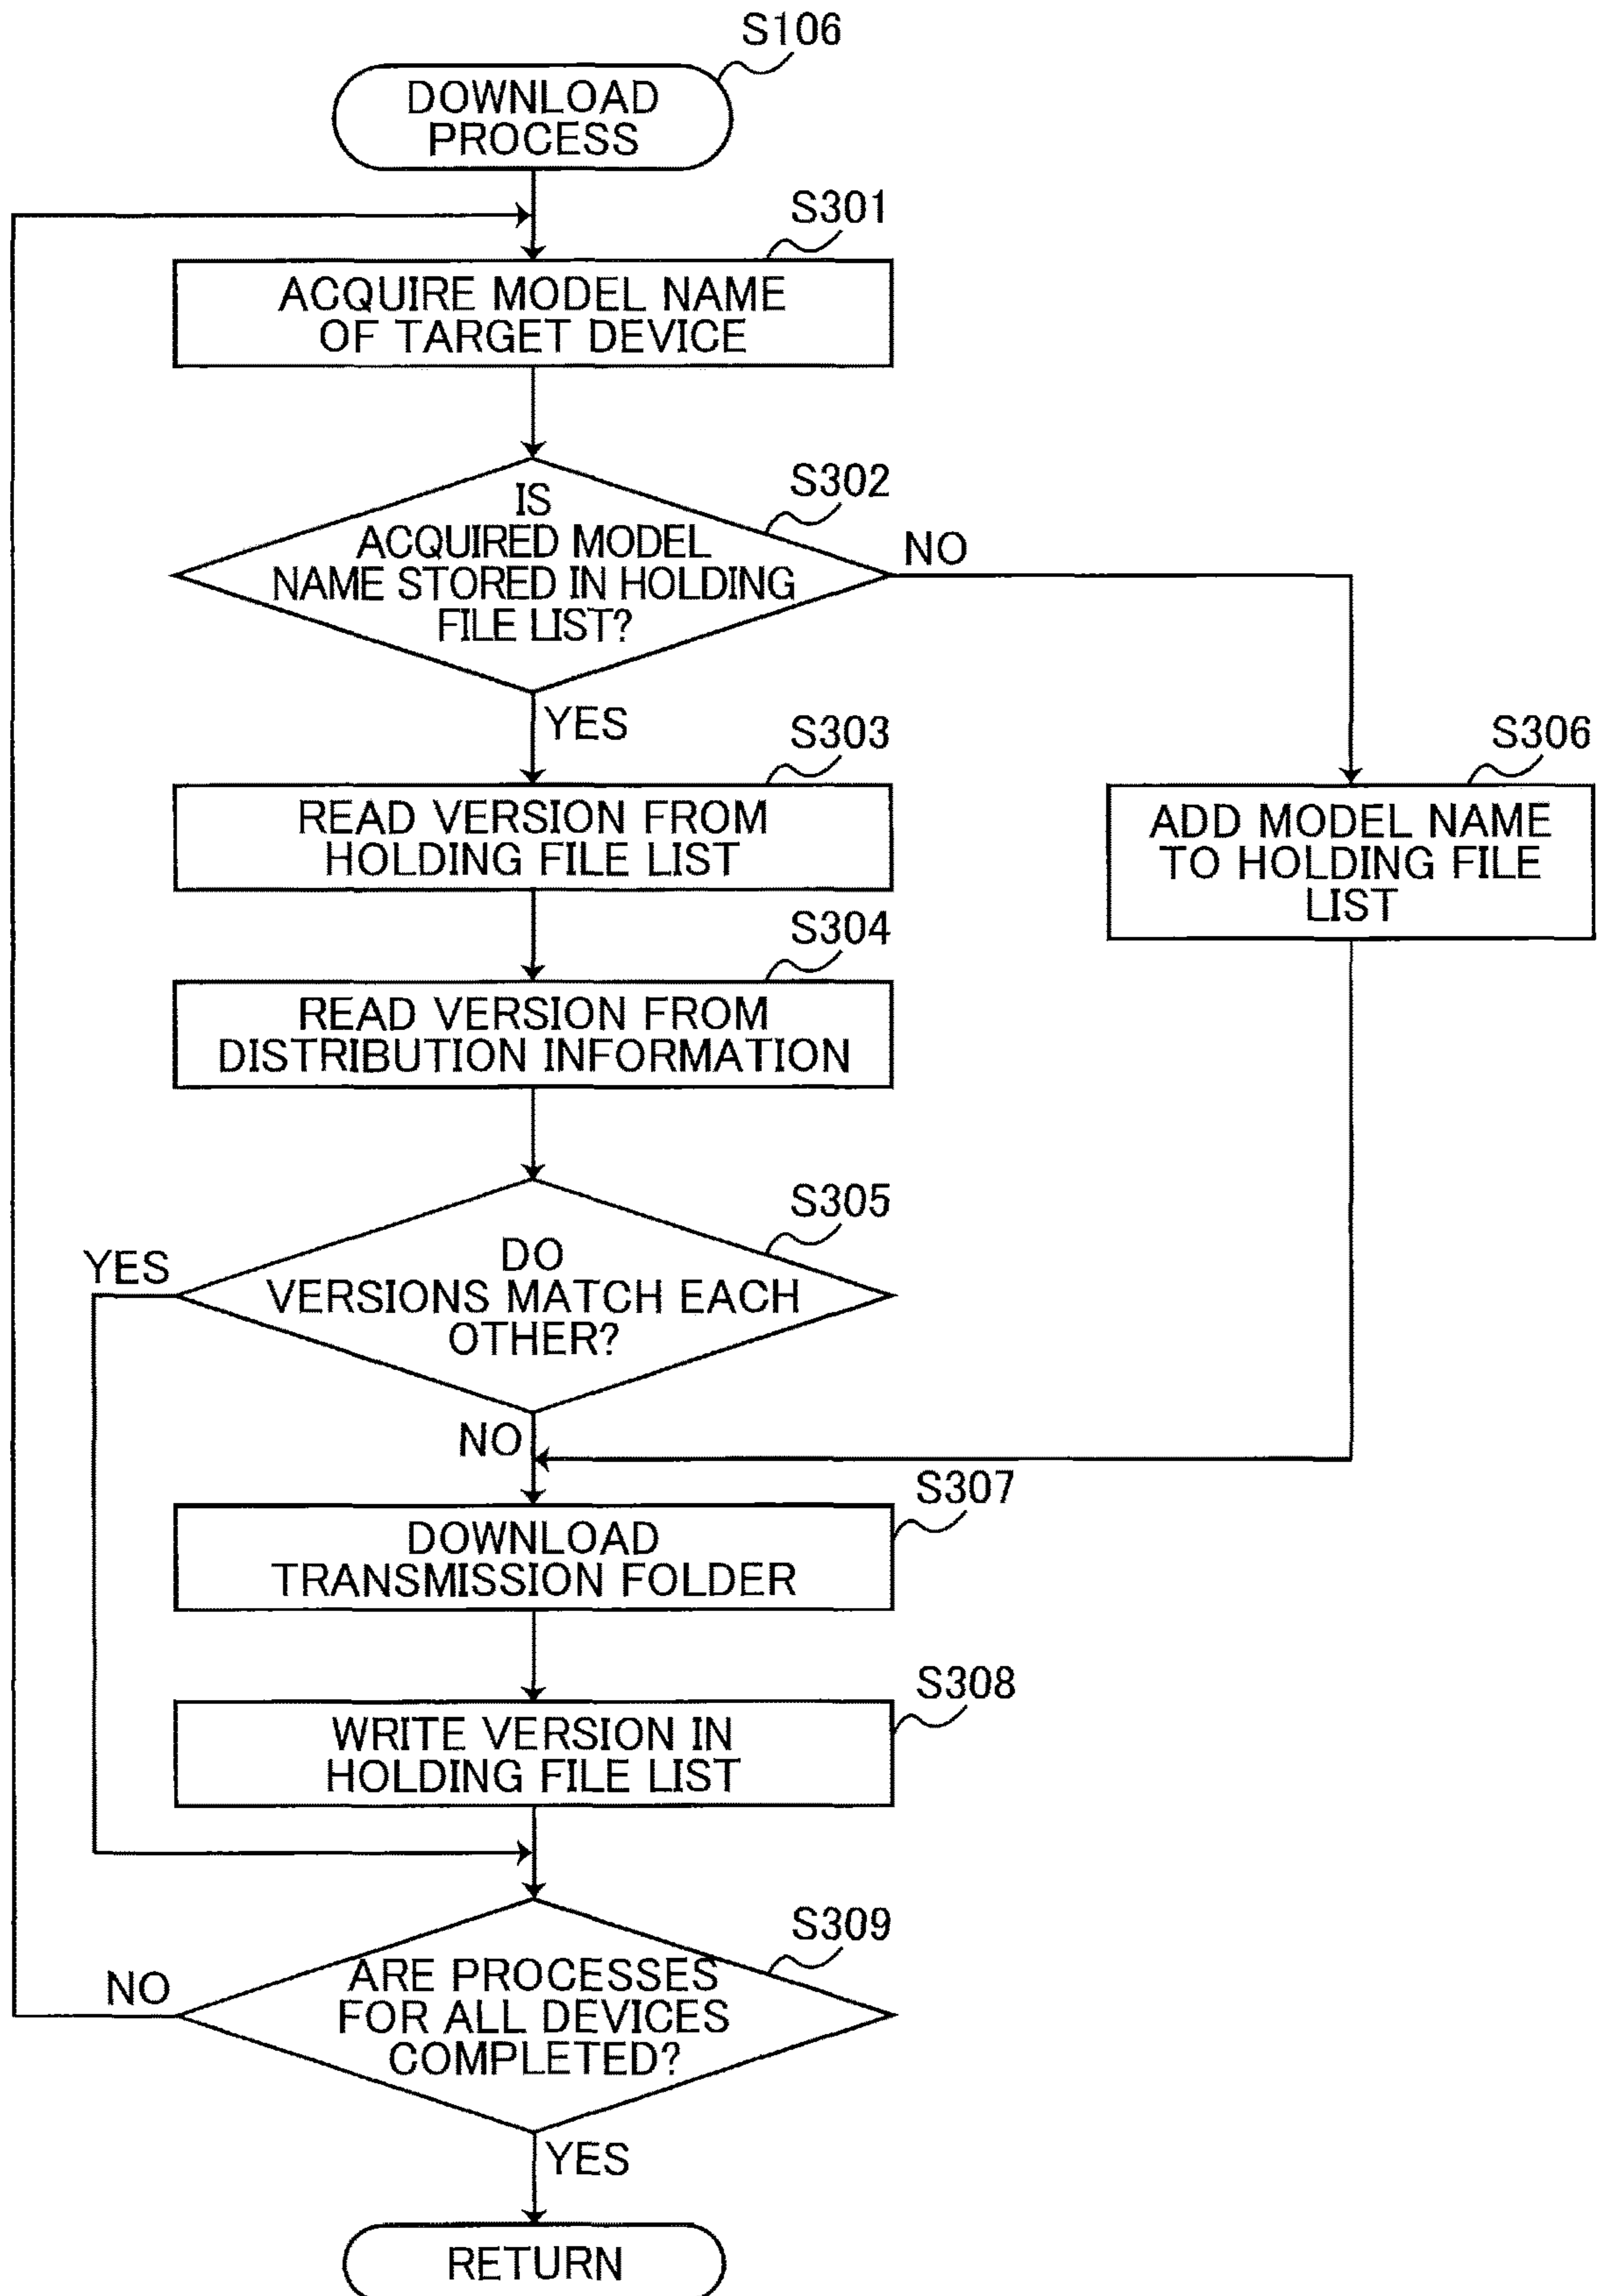 S106
DOWNLOAD
PROCESS
S301
ACQUIRE MODEL NAME
OF TARGET DEVICE
S302
IS
ACQUIRED MODEL
NAME STORED IN HOLDING
FILE LIST?
NO
YES
S303
READ VERSION FROM
HOLDING FILE LIST
S306
ADD MODEL NAME
TO HOLDING FILE
LIST
S304
READ VERSION FROM
DISTRIBUTION INFORMATION
S305
YES
DO
VERSIONS MATCH EACH
OTHER?
NO
S307
DOWNLOAD
TRANSMISSION FOLDER
S308
WRITE VERSION IN
HOLDING FILE LIST
S309
NO
ARE PROCESSES
FOR ALL DEVICES
COMPLETED?
YES
RETURN